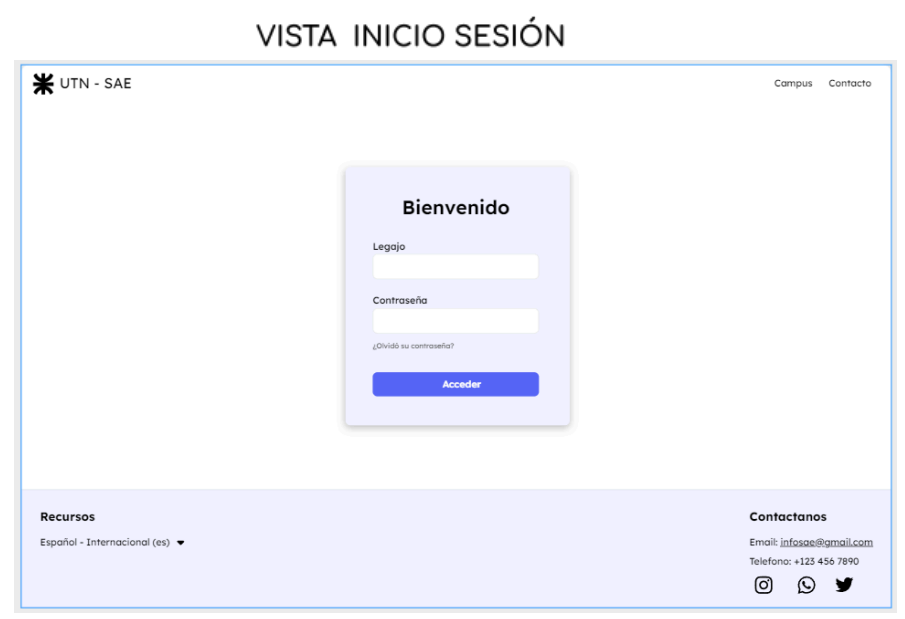 VISTA INICIO SESIÓN
UTN - SAE
Campus Contacto
Bienvenido
Legajo
Contraseña
¿Olvidó su contraseña?
Acceder
Recursos
Español - Internacional (es)
Contactanos
Email: infosae@gmail.com
Telefono: +123 456 7890